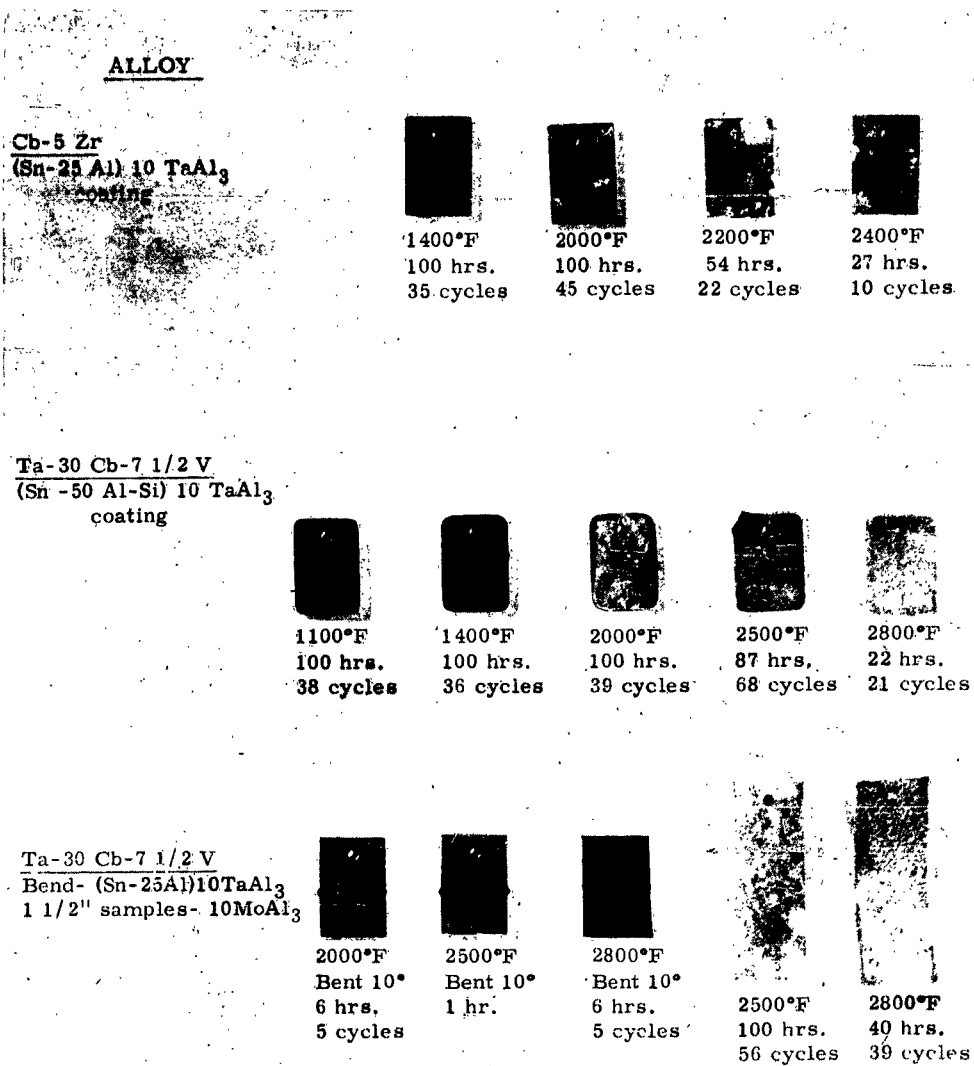 ALLOY
Cb-5 Zr
(Sn-25 Al) 10 TaAl3
coating
1400°F
100 hrs.
35 cycles
2000°F
100 hrs.
45 cycles
2200°F
54 hrs.
22 cycles
2400°F
27 hrs.
10 cycles
Ta-30 Cb-7 1/2 V
(Sn -50 Al-Si) 10 TaAl3
coating
1100°F
100 hrs.
38 cycles
1400°F
100 hrs.
36 cycles
2000°F
100 hrs.
39 cycles
2500°F
87 hrs.
68 cycles
2800°F
22 hrs.
21 cycles
Ta-30 Cb-7 1/2 V
Bend- (Sn-25Al)10TaAl3
1 1/2" samples- 10MoAl3
2000°F
Bent 10°
6 hrs.
5 cycles
2500°F
Bent 10°
1 hr.
2800°F
Bent 10°
6 hrs.
5 cycles
2500°F
100 hrs.
56 cycles
2800°F
40 hrs.
39 cycles